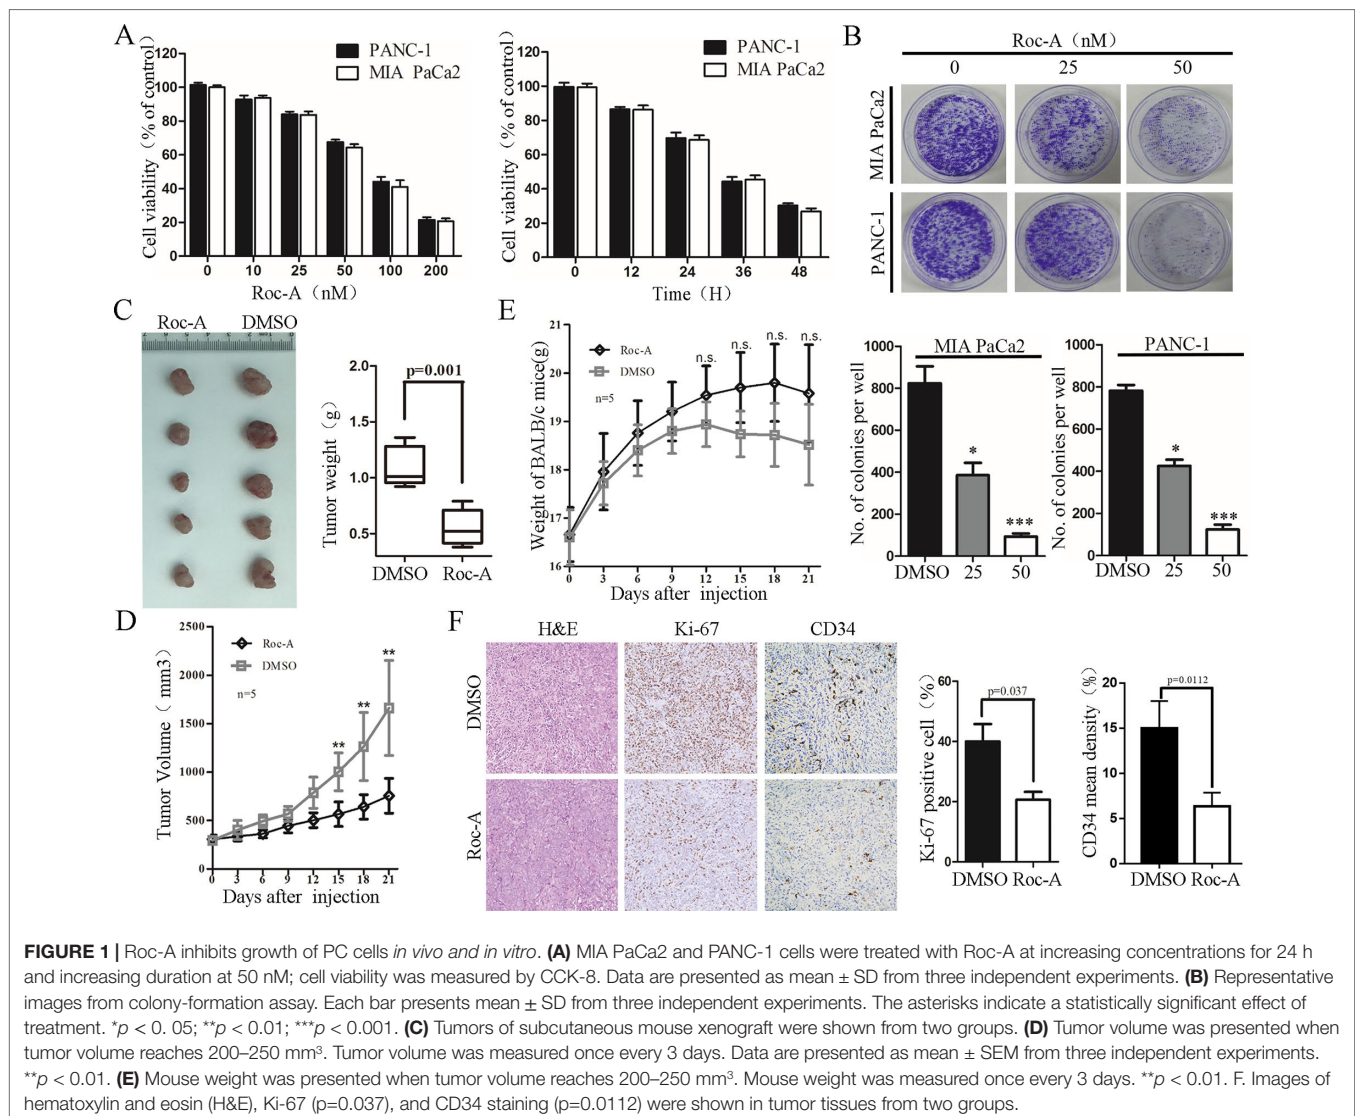 A
Cell viability (% of control)
120
100
80
60
40
20
0
PANC-1
MIA PaCa2
0 10 25 50 100 200
Roc-A (nM)
Cell viability (% of control)
120
100
80
60
40
20
0
PANC-1
MIA PaCa2
0 12 24 36 48
Time (H)
B
Roc-A (nM)
0 25 50
MIA PaCa2
PANC-1
No. of colonies per well
1000
800
600
400
200
0
MIA PaCa2
*
***
DMSO 25 50
No. of colonies per well
1000
800
600
400
200
0
PANC-1
*
***
DMSO 25 50
C
Roc-A DMSO
Tumor weight (g)
2.0
1.5
1.0
0.5
p=0.001
DMSO Roc-A
E
Weight of BALB/c mice(g)
21
20
19
18
17
16
Roc-A
DMSO
n=5
n.s. n.s. n.s. n.s.
0 3 6 9 12 15 18 21
Days after injection
D
Tumor Volume (mm3)
2500
2000
1500
1000
500
0
Roc-A
DMSO
n=5
** ** **
0 3 6 9 12 15 18 21
Days after injection
F
H&E Ki-67 CD34
DMSO
Roc-A
Ki-67 positive cell (%)
60
40
20
0
p=0.037
DMSO Roc-A
CD34 mean density (%)
20
15
10
5
0
p=0.0112
DMSO Roc-A
FIGURE 1 | Roc-A inhibits growth of PC cells in vivo and in vitro. (A) MIA PaCa2 and PANC-1 cells were treated with Roc-A at increasing concentrations for 24 h
and increasing duration at 50 nM; cell viability was measured by CCK-8. Data are presented as mean ± SD from three independent experiments. (B) Representative
images from colony-formation assay. Each bar presents mean ± SD from three independent experiments. The asterisks indicate a statistically significant effect of
treatment. *p < 0. 05; **p < 0.01; ***p < 0.001. (C) Tumors of subcutaneous mouse xenograft were shown from two groups. (D) Tumor volume was presented when
tumor volume reaches 200–250 mm³. Tumor volume was measured once every 3 days. Data are presented as mean ± SEM from three independent experiments.
**p < 0.01. (E) Mouse weight was presented when tumor volume reaches 200–250 mm³. Mouse weight was measured once every 3 days. **p < 0.01. F. Images of
hematoxylin and eosin (H&E), Ki-67 (p=0.037), and CD34 staining (p=0.0112) were shown in tumor tissues from two groups.